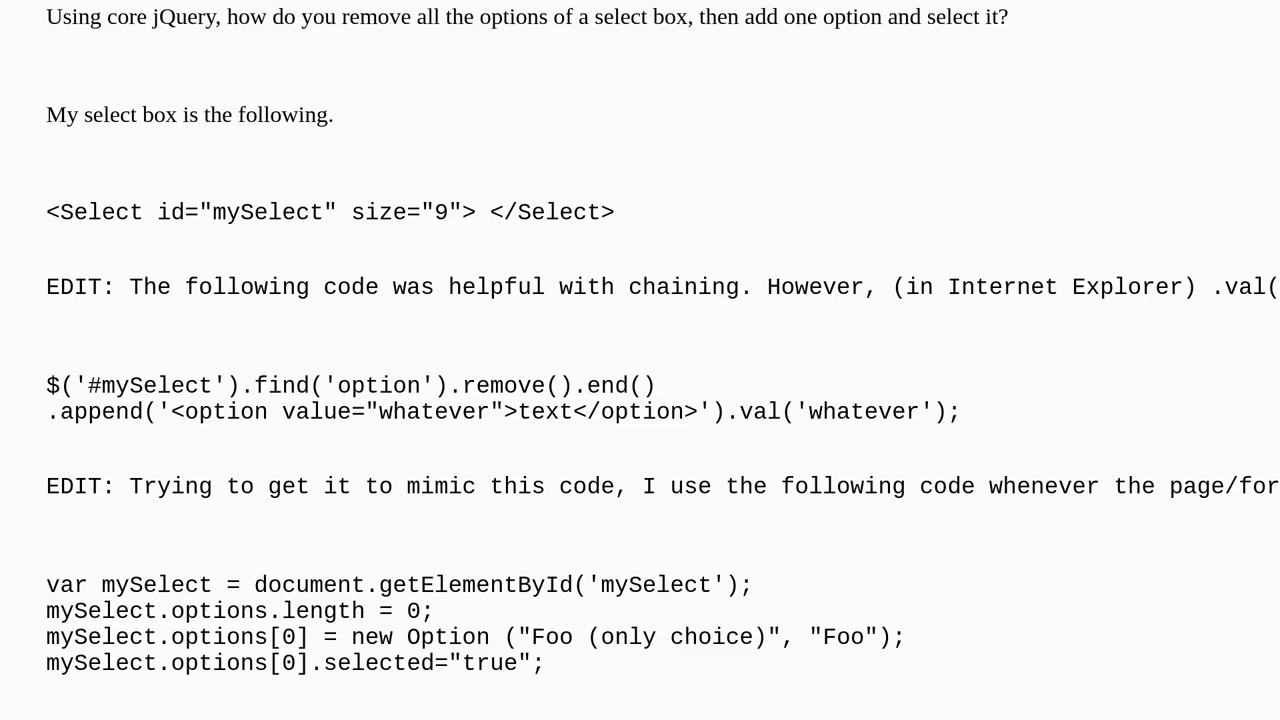 Using core jQuery, how do you remove all the options of a select box, then add one option and select it?
My select box is the following.
<Select id="mySelect" size="9"> </Select>
EDIT: The following code was helpful with chaining. However, (in Internet Explorer) .val(
$('#mySelect').find('option').remove().end()
.append('<option value="whatever">text</option>').val('whatever');
EDIT: Trying to get it to mimic this code, I use the following code whenever the page/for
var mySelect = document.getElementById('mySelect');
mySelect.options.length = 0;
mySelect.options[0] = new Option ("Foo (only choice)", "Foo");
mySelect.options[0].selected="true";